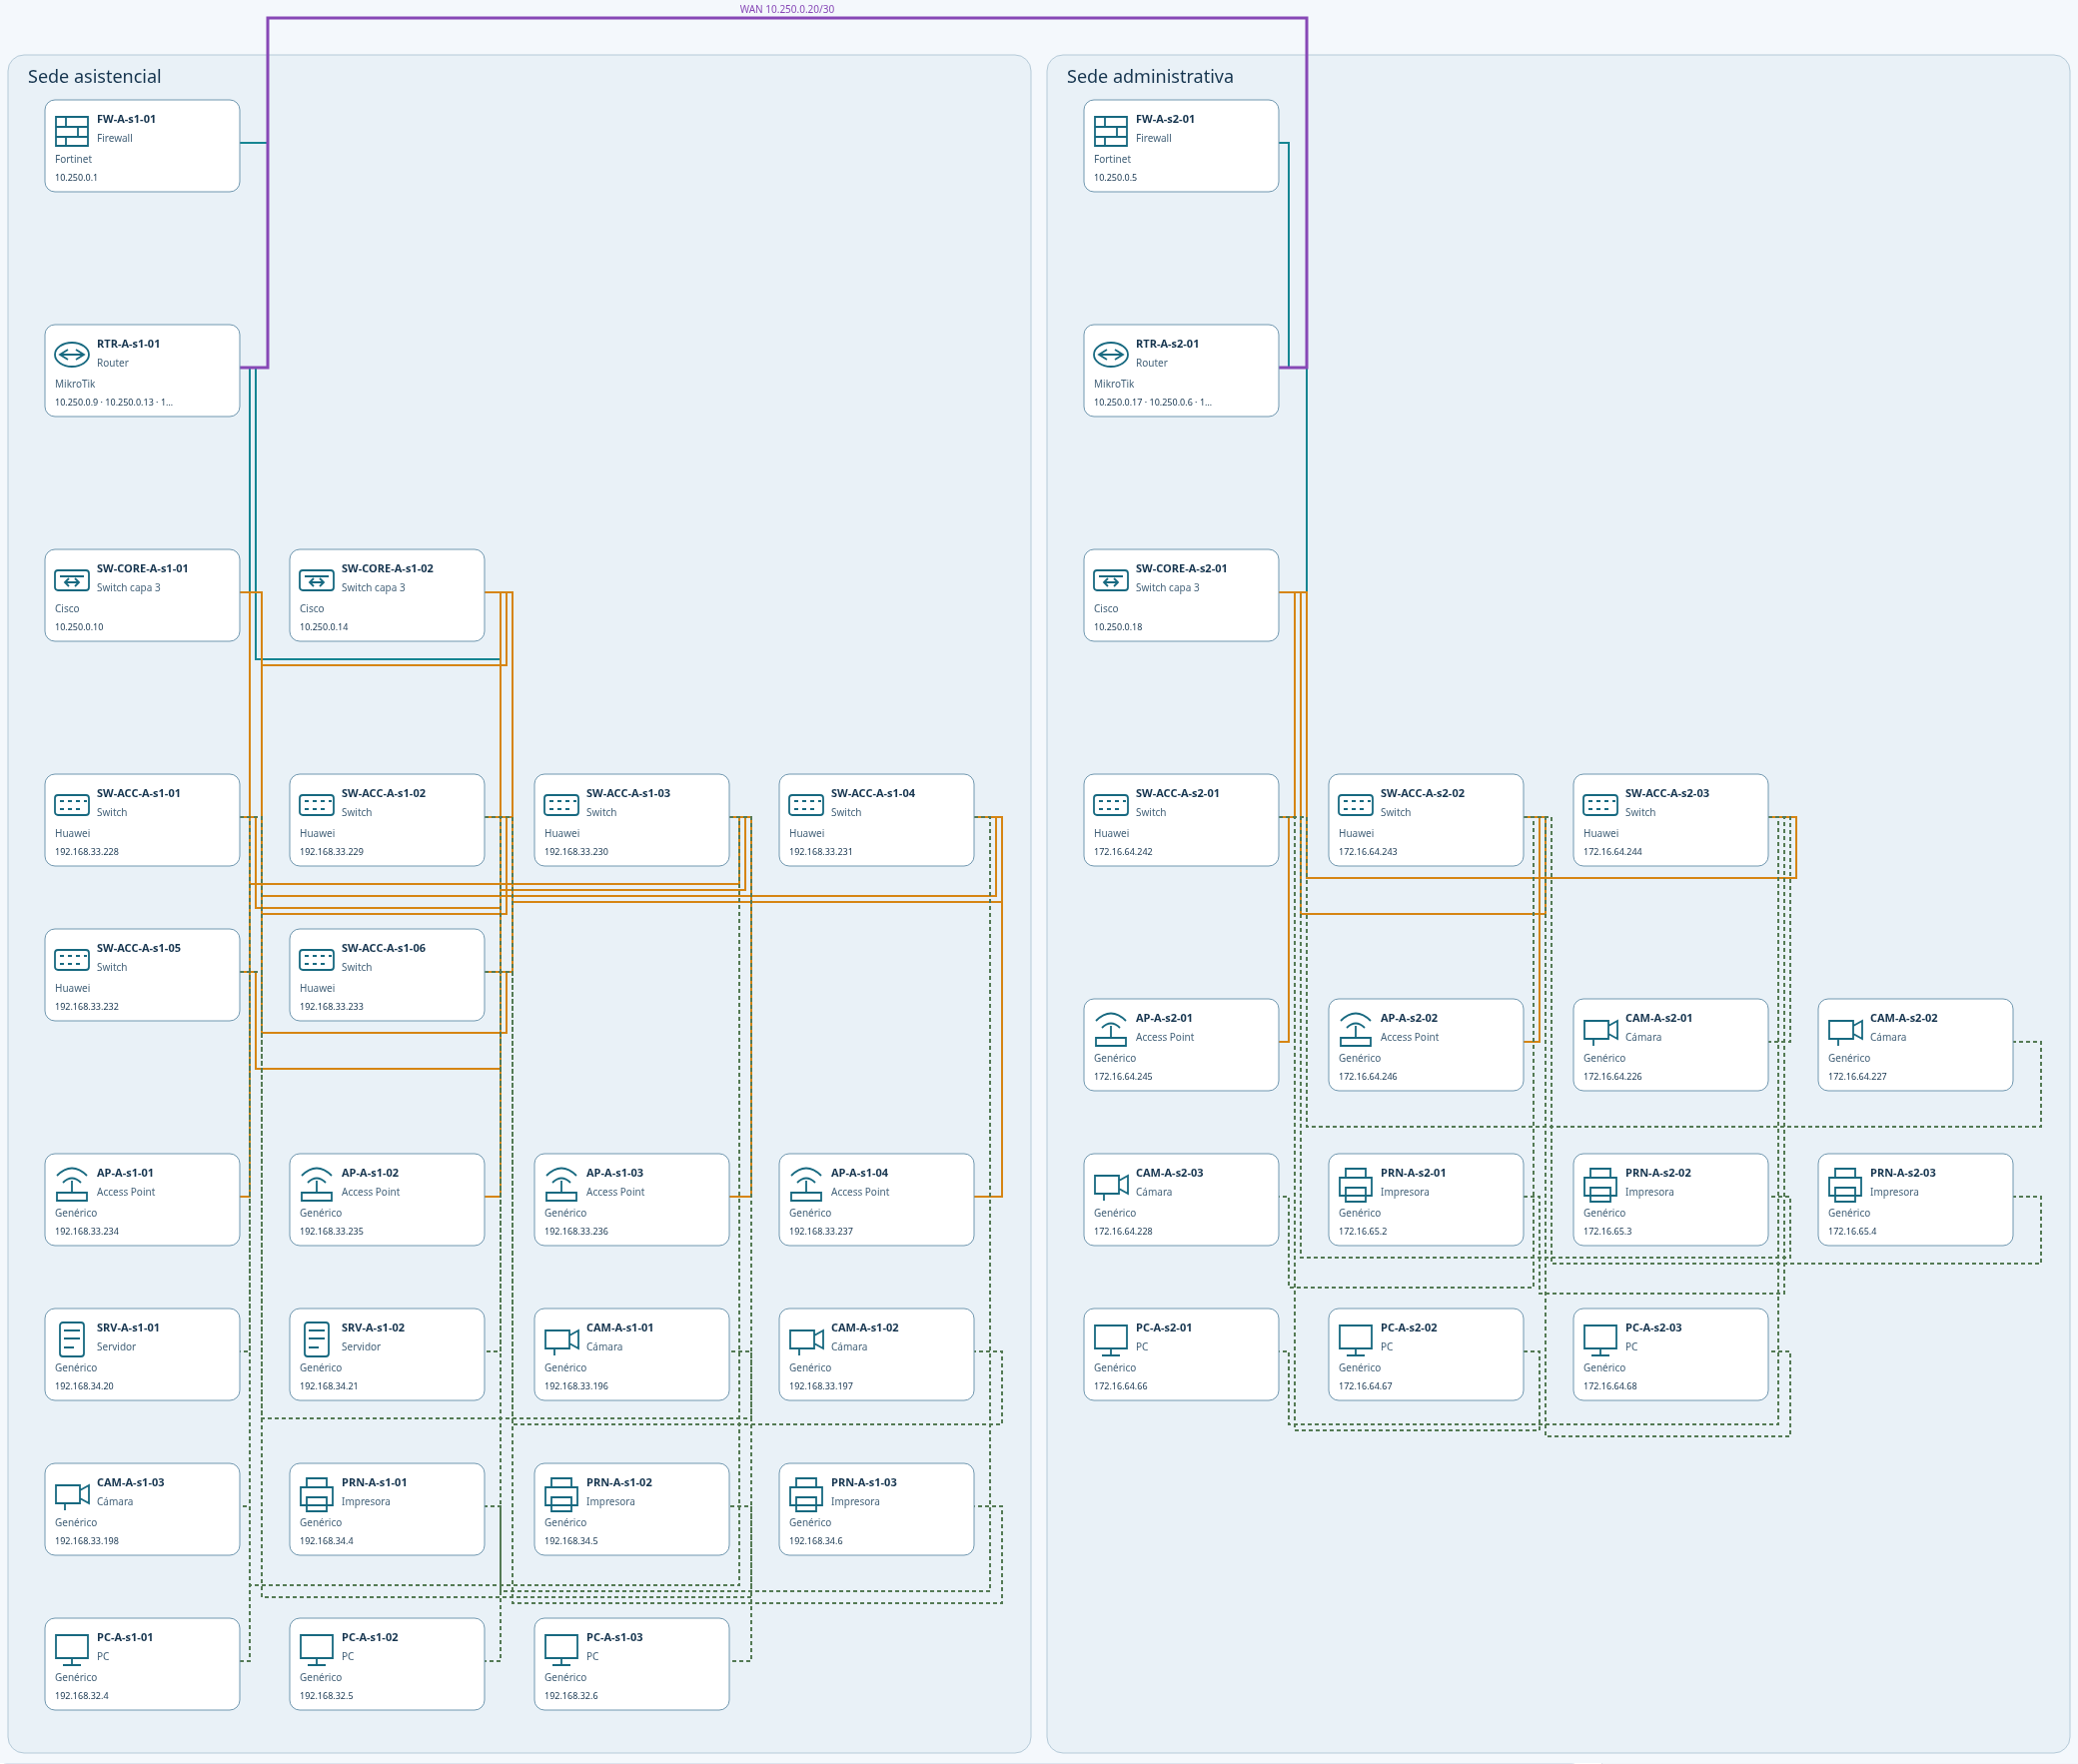 WAN 10.250.0.20/30
Sede asistencial
FW-A-s1-01
Firewall
Fortinet
10.250.0.1
RTR-A-s1-01
Router
MikroTik
10.250.0.9 · 10.250.0.13 · 1...
SW-CORE-A-s1-01
Switch capa 3
Cisco
10.250.0.10
SW-CORE-A-s1-02
Switch capa 3
Cisco
10.250.0.14
SW-ACC-A-s1-01
Switch
Huawei
192.168.33.228
SW-ACC-A-s1-02
Switch
Huawei
192.168.33.229
SW-ACC-A-s1-03
Switch
Huawei
192.168.33.230
SW-ACC-A-s1-04
Switch
Huawei
192.168.33.231
SW-ACC-A-s1-05
Switch
Huawei
192.168.33.232
SW-ACC-A-s1-06
Switch
Huawei
192.168.33.233
AP-A-s1-01
Access Point
Genérico
192.168.33.234
AP-A-s1-02
Access Point
Genérico
192.168.33.235
AP-A-s1-03
Access Point
Genérico
192.168.33.236
AP-A-s1-04
Access Point
Genérico
192.168.33.237
SRV-A-s1-01
Servidor
Genérico
192.168.34.20
SRV-A-s1-02
Servidor
Genérico
192.168.34.21
CAM-A-s1-01
Cámara
Genérico
192.168.33.196
CAM-A-s1-02
Cámara
Genérico
192.168.33.197
CAM-A-s1-03
Cámara
Genérico
192.168.33.198
PRN-A-s1-01
Impresora
Genérico
192.168.34.4
PRN-A-s1-02
Impresora
Genérico
192.168.34.5
PRN-A-s1-03
Impresora
Genérico
192.168.34.6
PC-A-s1-01
PC
Genérico
192.168.32.4
PC-A-s1-02
PC
Genérico
192.168.32.5
PC-A-s1-03
PC
Genérico
192.168.32.6
Sede administrativa
FW-A-s2-01
Firewall
Fortinet
10.250.0.5
RTR-A-s2-01
Router
MikroTik
10.250.0.17 · 10.250.0.6 · 1...
SW-CORE-A-s2-01
Switch capa 3
Cisco
10.250.0.18
SW-ACC-A-s2-01
Switch
Huawei
172.16.64.242
SW-ACC-A-s2-02
Switch
Huawei
172.16.64.243
SW-ACC-A-s2-03
Switch
Huawei
172.16.64.244
AP-A-s2-01
Access Point
Genérico
172.16.64.245
AP-A-s2-02
Access Point
Genérico
172.16.64.246
CAM-A-s2-01
Cámara
Genérico
172.16.64.226
CAM-A-s2-02
Cámara
Genérico
172.16.64.227
CAM-A-s2-03
Cámara
Genérico
172.16.64.228
PRN-A-s2-01
Impresora
Genérico
172.16.65.2
PRN-A-s2-02
Impresora
Genérico
172.16.65.3
PRN-A-s2-03
Impresora
Genérico
172.16.65.4
PC-A-s2-01
PC
Genérico
172.16.64.66
PC-A-s2-02
PC
Genérico
172.16.64.67
PC-A-s2-03
PC
Genérico
172.16.64.68